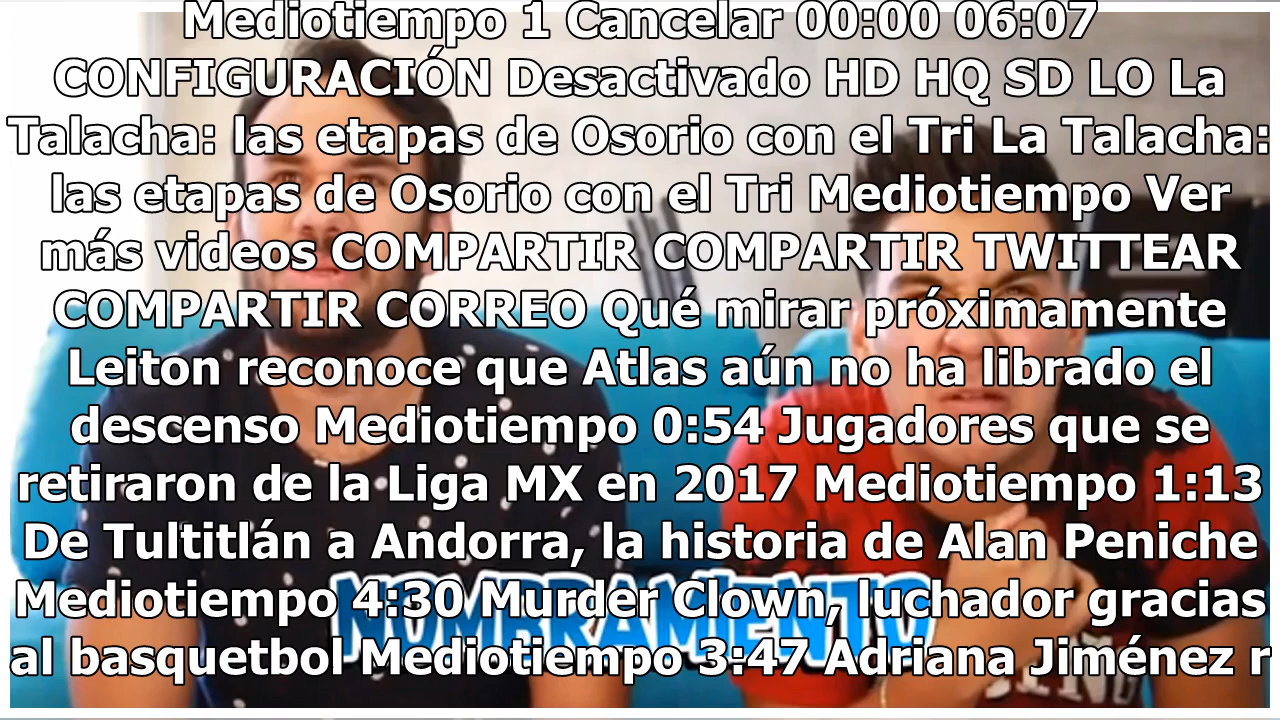 Mediotiempo 1 Cancelar 00:00 06:07
CONFIGURACIÓN Desactivado HD HQ SD LO La
Talacha: las etapas de Osorio con el Tri La Talacha:
las etapas de Osorio con el Tri Mediotiempo Ver
más videos COMPARTIR COMPARTIR TWITTEAR
COMPARTIR CORREO Qué mirar próximamente
Leiton reconoce que Atlas aún no ha librado el
descenso Mediotiempo 0:54 Jugadores que se
retiraron de la Liga MX en 2017 Mediotiempo 1:13
De Tultitlán a Andorra, la historia de Alan Peniche
Mediotiempo 4:30 Murder Clown, luchador gracias
NOMBRAMIENTO
al basquetbol Mediotiempo 3:47 Adriana Jiménez r